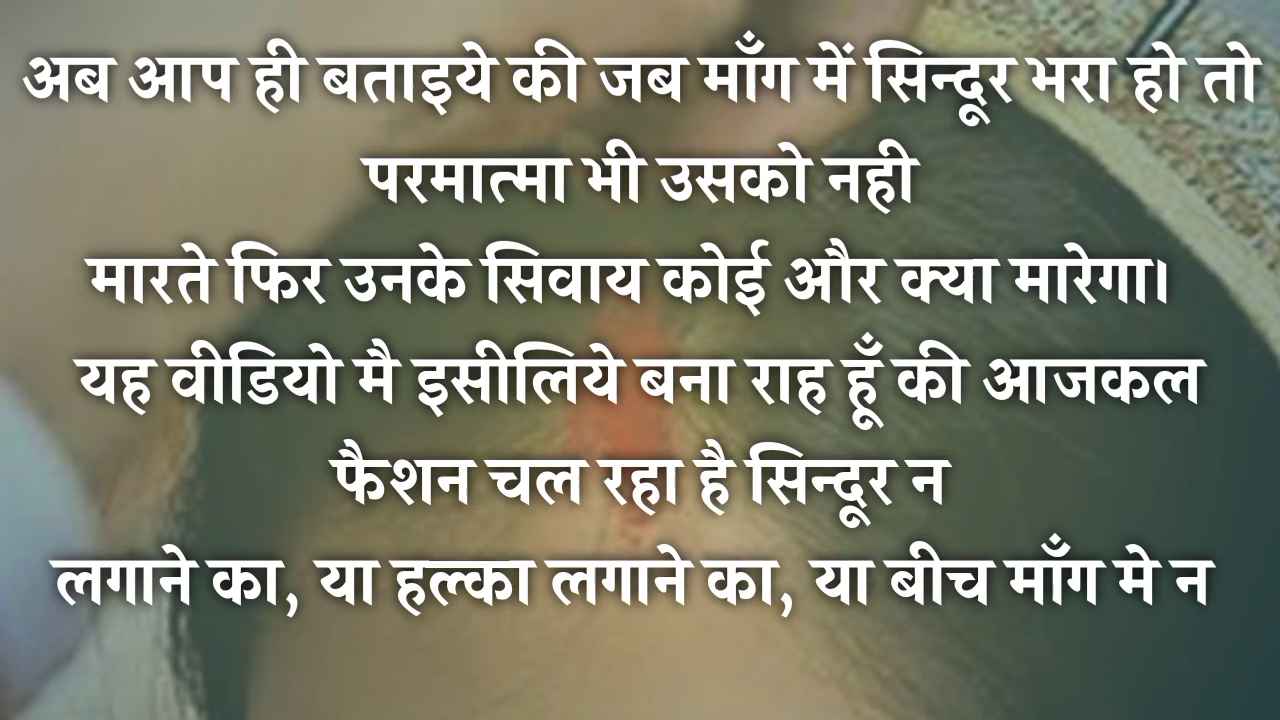 अब आप ही बताइये की जब माँग में सिन्दूर भरा हो तो
परमात्मा भी उसको नही
मारते फिर उनके सिवाय कोई और क्या मारेगा।
यह वीडियो मै इसीलिये बना राह हूँ की आजकल
फैशन चल रहा है सिन्दूर न
लगाने का, या हल्का लगाने का, या बीच माँग मे न